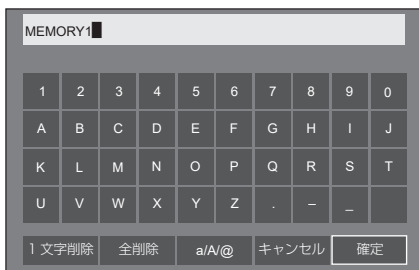 MEMORY1
1 2 3 4 5 6 7 8 9 0
A B C D E F G H I J
K L M N O P Q R S T
U V W X Y Z . – _
1文字削除 全削除 a/A/@ キャンセル 確定